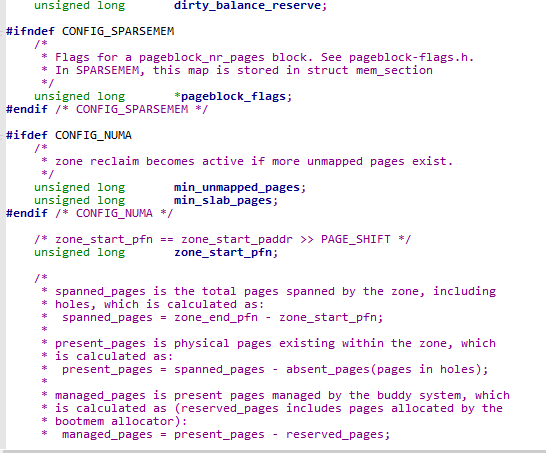 unsigned long dirty_balance_reserve;
#ifndef CONFIG_SPARSEMEM
/*
* Flags for a pageblock_nr_pages block. See pageblock-flags.h.
* In SPARSEMEM, this map is stored in struct mem_section
*/
unsigned long *pageblock_flags;
#endif /* CONFIG_SPARSEMEM */
#ifdef CONFIG_NUMA
/*
* zone reclaim becomes active if more unmapped pages exist.
*/
unsigned long min_unmapped_pages;
unsigned long min_slab_pages;
#endif /* CONFIG_NUMA */
/* zone_start_pfn == zone_start_paddr >> PAGE_SHIFT */
unsigned long zone_start_pfn;
/*
* spanned_pages is the total pages spanned by the zone, including
* holes, which is calculated as:
* spanned_pages = zone_end_pfn - zone_start_pfn;
*
* present_pages is physical pages existing within the zone, which
* is calculated as:
* present_pages = spanned_pages - absent_pages(pages in holes);
*
* managed_pages is present pages managed by the buddy system, which
* is calculated as (reserved_pages includes pages allocated by the
* bootmem allocator):
* managed_pages = present_pages - reserved_pages;